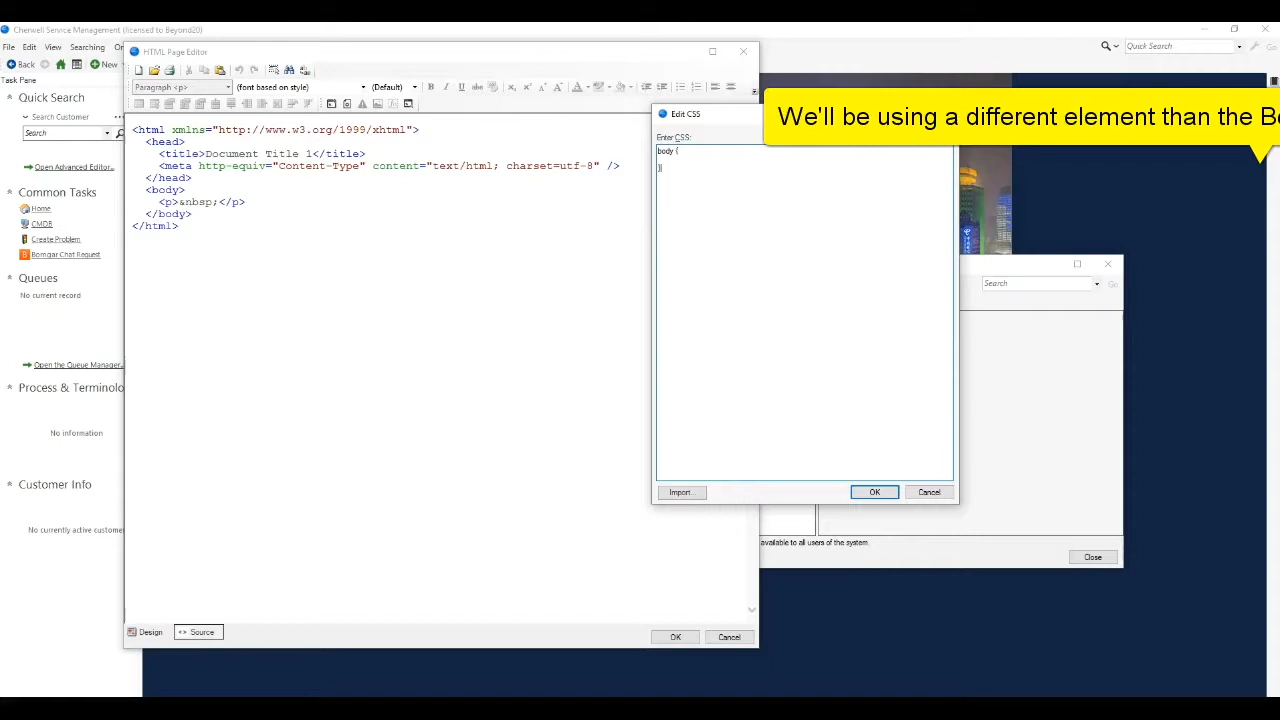 Cherwell Service Management (licensed to Beyond20)
File Edit View Searching On
Quick Search
Back New
Task Pane
Quick Search
Search Customer
Search
Open Advanced Editor...
Common Tasks
Home
CMDB
Create Problem
Bomgar Chat Request
Queues
No current record
Open the Queue Manager...
Process & Terminolo
No information
Customer Info
No currently active custome
HTML Page Editor
Paragraph <p> (font based on style) (Default)
<html xmlns="http://www.w3.org/1999/xhtml">
<head>
<title>Document Title 1</title>
<meta http-equiv="Content-Type" content="text/html; charset=utf-8" />
</head>
<body>
<p>&nbsp;</p>
</body>
</html>
Design Source
OK Cancel
Edit CSS
Enter CSS:
body {
}
Import... OK Cancel
We'll be using a different element than the Bo
Search Go
available to all users of the system.
Close